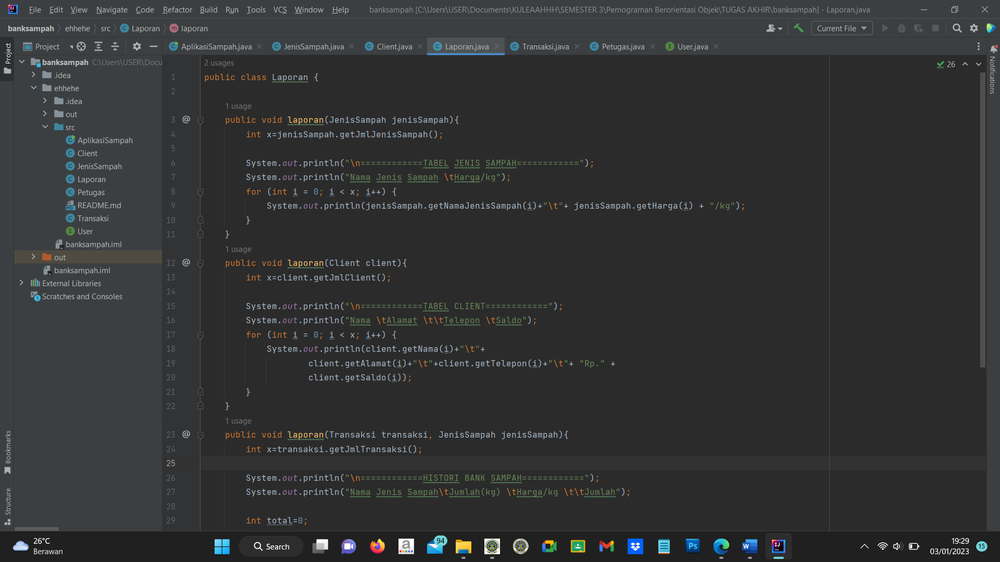 File Edit View Navigate Code Refactor Build Run Tools VCS Window Help banksampah [C:\Users\USER\Documents\KULEAAHHH\SEMESTER 3\Pemograman Berorientasi Objek\TUGAS AKHIR\banksampah] - Laporan.java
banksampah ehhehe src Laporan laporan Current File
Project AplikasiSampah.java JenisSampah.java Client.java Laporan.java Transaksi.java Petugas.java User.java
Project
Notifications
Bookmarks
Structure
banksampah C:\Users\USER\Docu
.idea
ehhehe
.idea
out
src
AplikasiSampah
Client
JenisSampah
Laporan
Petugas
README.md
Transaksi
User
banksampah.iml
out
banksampah.iml
External Libraries
Scratches and Consoles
26
2 usages
1 public class Laporan {
2
1 usage
3 @ public void laporan(JenisSampah jenisSampah){
4 int x=jenisSampah.getJmlJenisSampah();
5
6 System.out.println("\n============TABEL JENIS SAMPAH============");
7 System.out.println("Nama Jenis Sampah \tHarga/kg");
8 for (int i = 0; i < x; i++) {
9 System.out.println(jenisSampah.getNamaJenisSampah(i)+"\t"+ jenisSampah.getHarga(i) + "/kg");
10 }
11 }
1 usage
12 @ public void laporan(Client client){
13 int x=client.getJmlClient();
14
15 System.out.println("\n============TABEL CLIENT============");
16 System.out.println("Nama \tAlamat \t\tTelepon \tSaldo");
17 for (int i = 0; i < x; i++) {
18 System.out.println(client.getNama(i)+"\t"+
19 client.getAlamat(i)+"\t"+client.getTelepon(i)+"\t"+ "Rp." +
20 client.getSaldo(i));
21 }
22 }
1 usage
23 @ public void laporan(Transaksi transaksi, JenisSampah jenisSampah){
24 int x=transaksi.getJmlTransaksi();
25
26 System.out.println("\n============HISTORI BANK SAMPAH============");
27 System.out.println("Nama Jenis Sampah\tJumlah(kg) \tHarga/kg \t\tJumlah");
28
29 int total=0;
26°C
Berawan
Search
94
19:29
03/01/2023
15